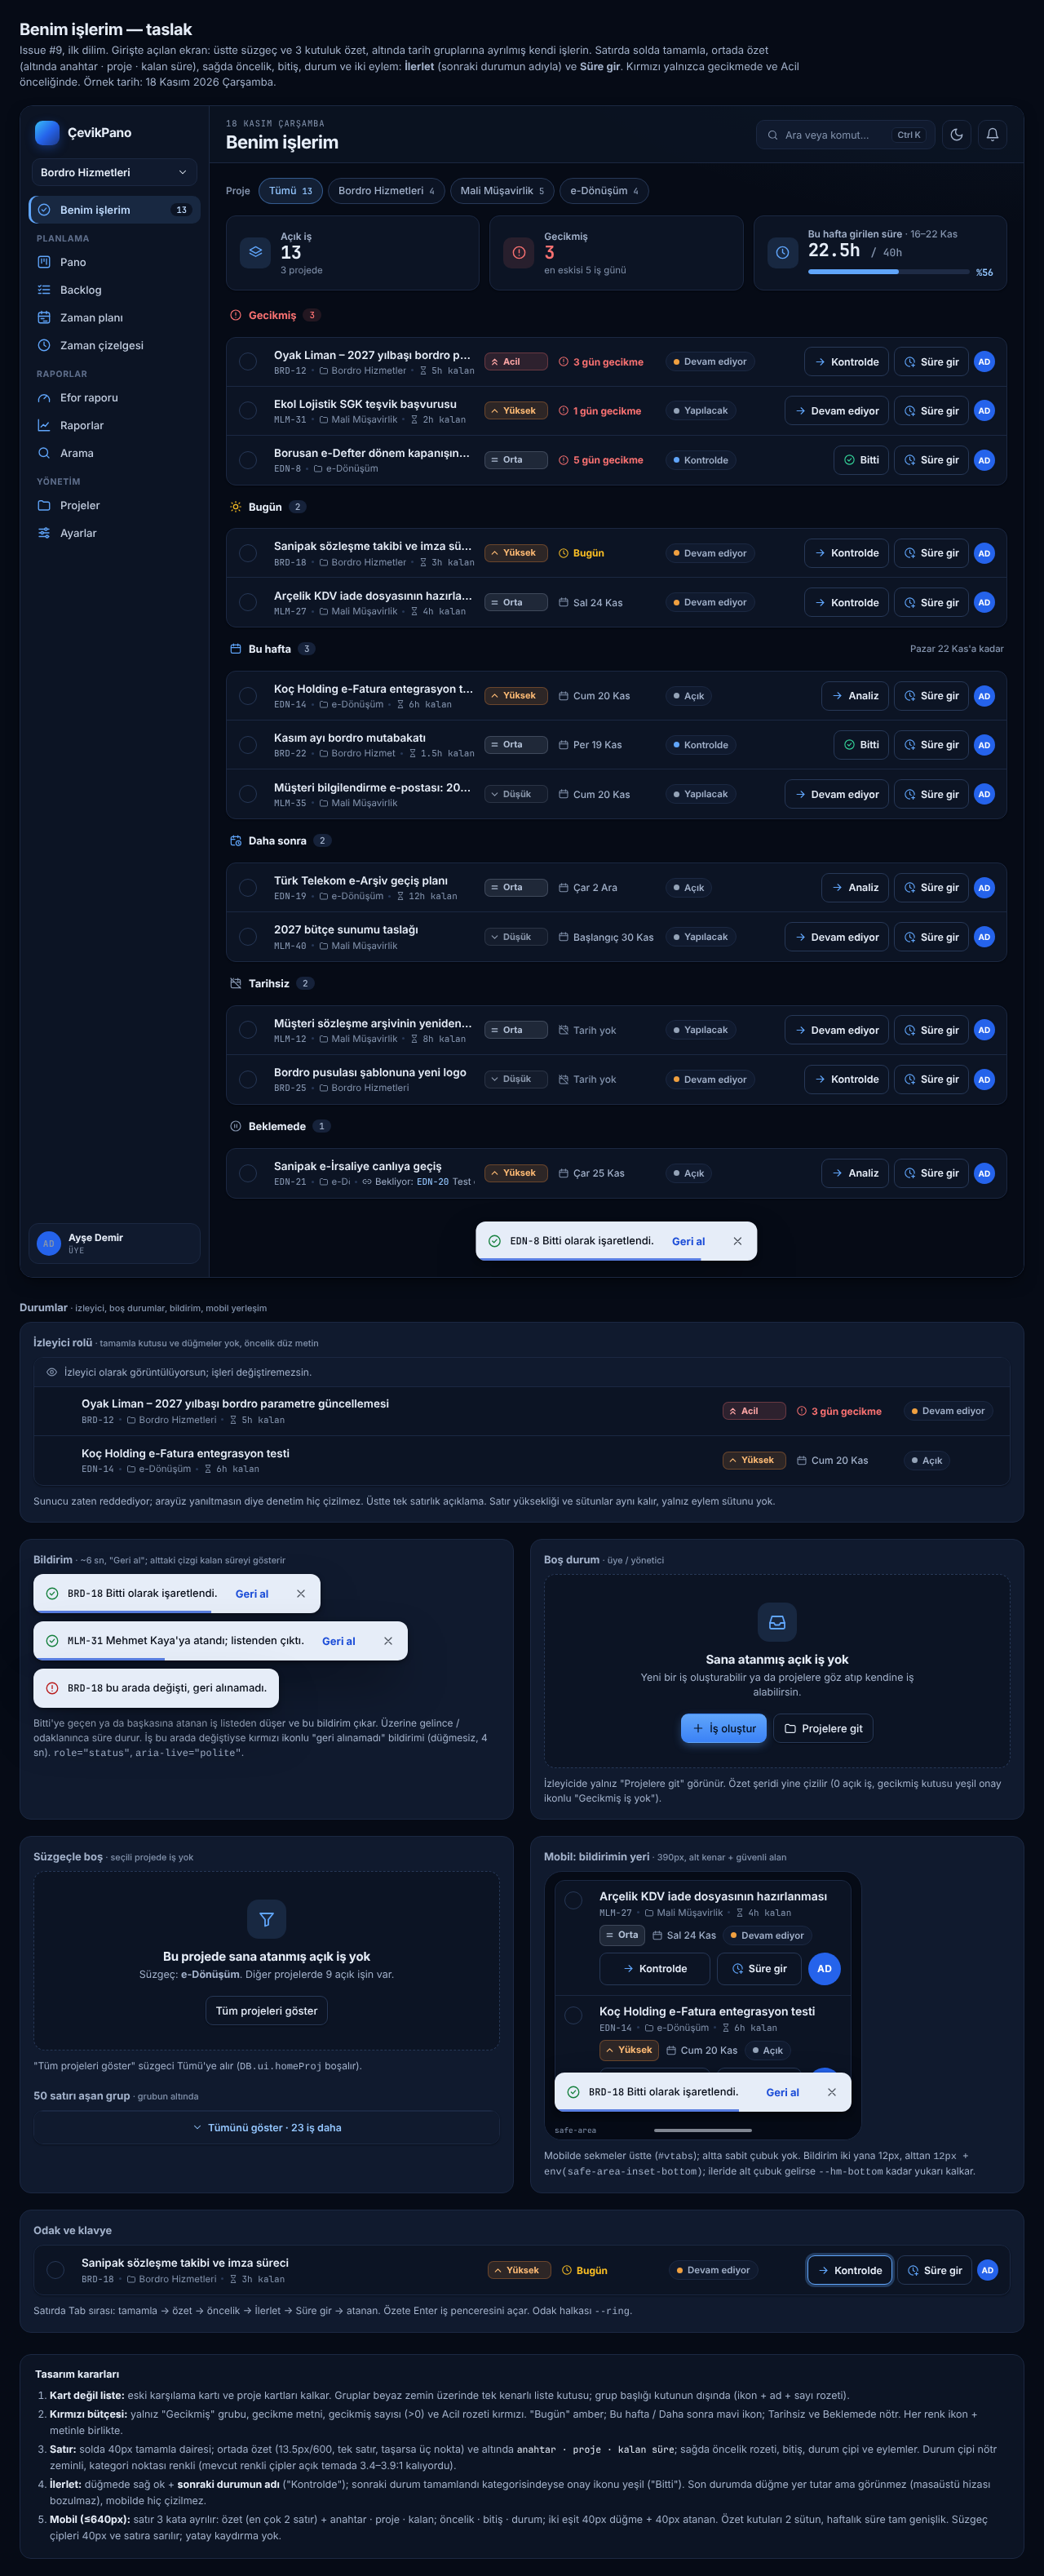 Benim işlerim — taslak
Issue #9, ilk dilim. Girişte açılan ekran: üstte süzgeç ve 3 kutuluk özet, altında tarih gruplarına ayrılmış kendi işlerin. Satırda solda tamamla, ortada özet
(altında anahtar · proje · kalan süre), sağda öncelik, bitiş, durum ve iki eylem: İlerlet (sonraki durumun adıyla) ve Süre gir. Kırmızı yalnızca gecikmede ve Acil
önceliğinde. Örnek tarih: 18 Kasım 2026 Çarşamba.
ÇevikPano
Bordro Hizmetleri
Benim işlerim 13
PLANLAMA
Pano
Backlog
Zaman planı
Zaman çizelgesi
RAPORLAR
Efor raporu
Raporlar
Arama
YÖNETİM
Projeler
Ayarlar
AD Ayşe Demir
ÜYE
18 KASIM ÇARŞAMBA
Benim işlerim
Ara veya komut... Ctrl K
Proje Tümü 13 Bordro Hizmetleri 4 Mali Müşavirlik 5 e-Dönüşüm 4
Açık iş
13
3 projede
Gecikmiş
3
en eskisi 5 iş günü
Bu hafta girilen süre · 16–22 Kas
22.5h / 40h
%56
Gecikmiş 3
Oyak Liman – 2027 yılbaşı bordro p... Acil 3 gün gecikme Devam ediyor Kontrolde Süre gir AD
BRD-12 · Bordro Hizmetler · 5h kalan
Ekol Lojistik SGK teşvik başvurusu Yüksek 1 gün gecikme Yapılacak Devam ediyor Süre gir AD
MLM-31 · Mali Müşavirlik · 2h kalan
Borusan e-Defter dönem kapanışın... Orta 5 gün gecikme Kontrolde Bitti Süre gir AD
EDN-8 · e-Dönüşüm
Bugün 2
Sanipak sözleşme takibi ve imza sü... Yüksek Bugün Devam ediyor Kontrolde Süre gir AD
BRD-18 · Bordro Hizmetler · 3h kalan
Arçelik KDV iade dosyasının hazırla... Orta Sal 24 Kas Devam ediyor Kontrolde Süre gir AD
MLM-27 · Mali Müşavirlik · 4h kalan
Bu hafta 3 Pazar 22 Kas'a kadar
Koç Holding e-Fatura entegrasyon t... Yüksek Cum 20 Kas Açık Analiz Süre gir AD
EDN-14 · e-Dönüşüm · 6h kalan
Kasım ayı bordro mutabakatı Orta Per 19 Kas Kontrolde Bitti Süre gir AD
BRD-22 · Bordro Hizmet · 1.5h kalan
Müşteri bilgilendirme e-postası: 20... Düşük Cum 20 Kas Yapılacak Devam ediyor Süre gir AD
MLM-35 · Mali Müşavirlik
Daha sonra 2
Türk Telekom e-Arşiv geçiş planı Orta Çar 2 Ara Açık Analiz Süre gir AD
EDN-19 · e-Dönüşüm · 12h kalan
2027 bütçe sunumu taslağı Düşük Başlangıç 30 Kas Yapılacak Devam ediyor Süre gir AD
MLM-40 · Mali Müşavirlik
Tarihsiz 2
Müşteri sözleşme arşivinin yeniden... Orta Tarih yok Yapılacak Devam ediyor Süre gir AD
MLM-12 · Mali Müşavirlik · 8h kalan
Bordro pusulası şablonuna yeni logo Düşük Tarih yok Devam ediyor Kontrolde Süre gir AD
BRD-25 · Bordro Hizmetleri
Beklemede 1
Sanipak e-İrsaliye canlıya geçiş Yüksek Çar 25 Kas Açık Analiz Süre gir AD
EDN-21 · e-Dı · Bekliyor: EDN-20 Test
EDN-8 Bitti olarak işaretlendi. Geri al
Durumlar · izleyici, boş durumlar, bildirim, mobil yerleşim
İzleyici rolü · tamamla kutusu ve düğmeler yok, öncelik düz metin
İzleyici olarak görüntülüyorsun; işleri değiştiremezsin.
Oyak Liman – 2027 yılbaşı bordro parametre güncellemesi Acil 3 gün gecikme Devam ediyor
BRD-12 · Bordro Hizmetleri · 5h kalan
Koç Holding e-Fatura entegrasyon testi Yüksek Cum 20 Kas Açık
EDN-14 · e-Dönüşüm · 6h kalan
Sunucu zaten reddediyor; arayüz yanıltmasın diye denetim hiç çizilmez. Üstte tek satırlık açıklama. Satır yüksekliği ve sütunlar aynı kalır, yalnız eylem sütunu yok.
Bildirim · ~6 sn, "Geri al"; alttaki çizgi kalan süreyi gösterir
BRD-18 Bitti olarak işaretlendi. Geri al
MLM-31 Mehmet Kaya'ya atandı; listenden çıktı. Geri al
BRD-18 bu arada değişti, geri alınamadı.
Bitti'ye geçen ya da başkasına atanan iş listeden düşer ve bu bildirim çıkar. Üzerine gelince /
odaklanınca süre durur. İş bu arada değiştiyse kırmızı ikonlu "geri alınamadı" bildirimi (düğmesiz, 4
sn). role="status", aria-live="polite".
Boş durum · üye / yönetici
Sana atanmış açık iş yok
Yeni bir iş oluşturabilir ya da projelere göz atıp kendine iş
alabilirsin.
İş oluştur Projelere git
İzleyicide yalnız "Projelere git" görünür. Özet şeridi yine çizilir (0 açık iş, gecikmiş kutusu yeşil onay
ikonlu "Gecikmiş iş yok").
Süzgeçle boş · seçili projede iş yok
Bu projede sana atanmış açık iş yok
Süzgeç: e-Dönüşüm. Diğer projelerde 9 açık işin var.
Tüm projeleri göster
"Tüm projeleri göster" süzgeci Tümü'ye alır (DB.ui.homeProj boşalır).
50 satırı aşan grup · grubun altında
Tümünü göster · 23 iş daha
Mobil: bildirimin yeri · 390px, alt kenar + güvenli alan
Arçelik KDV iade dosyasının hazırlanması
MLM-27 · Mali Müşavirlik · 4h kalan
Orta Sal 24 Kas Devam ediyor
Kontrolde Süre gir AD
Koç Holding e-Fatura entegrasyon testi
EDN-14 · e-Dönüşüm · 6h kalan
Yüksek Cum 20 Kas Açık
BRD-18 Bitti olarak işaretlendi. Geri al
safe-area
Mobilde sekmeler üstte (#vtabs); altta sabit çubuk yok. Bildirim iki yana 12px, alttan 12px +
env(safe-area-inset-bottom); ileride alt çubuk gelirse --hm-bottom kadar yukarı kalkar.
Odak ve klavye
Sanipak sözleşme takibi ve imza süreci Yüksek Bugün Devam ediyor Kontrolde Süre gir AD
BRD-18 · Bordro Hizmetleri · 3h kalan
Satırda Tab sırası: tamamla → özet → öncelik → İlerlet → Süre gir → atanan. Özete Enter iş penceresini açar. Odak halkası --ring.
Tasarım kararları
1. Kart değil liste: eski karşılama kartı ve proje kartları kalkar. Gruplar beyaz zemin üzerinde tek kenarlı liste kutusu; grup başlığı kutunun dışında (ikon + ad + sayı rozeti).
2. Kırmızı bütçesi: yalnız "Gecikmiş" grubu, gecikme metni, gecikmiş sayısı (>0) ve Acil rozeti kırmızı. "Bugün" amber; Bu hafta / Daha sonra mavi ikon; Tarihsiz ve Beklemede nötr. Her renk ikon +
metinle birlikte.
3. Satır: solda 40px tamamla dairesi; ortada özet (13.5px/600, tek satır, taşarsa üç nokta) ve altında anahtar · proje · kalan süre; sağda öncelik rozeti, bitiş, durum çipi ve eylemler. Durum çipi nötr
zeminli, kategori noktası renkli (mevcut renkli çipler açık temada 3.4–3.9:1 kalıyordu).
4. İlerlet: düğmede sağ ok + sonraki durumun adı ("Kontrolde"); sonraki durum tamamlandı kategorisindeyse onay ikonu yeşil ("Bitti"). Son durumda düğme yer tutar ama görünmez (masaüstü hizası
bozulmaz), mobilde hiç çizilmez.
5. Mobil (≤640px): satır 3 kata ayrılır: özet (en çok 2 satır) + anahtar · proje · kalan; öncelik · bitiş · durum; iki eşit 40px düğme + 40px atanan. Özet kutuları 2 sütun, haftalık süre tam genişlik. Süzgeç
çipleri 40px ve satıra sarılır; yatay kaydırma yok.